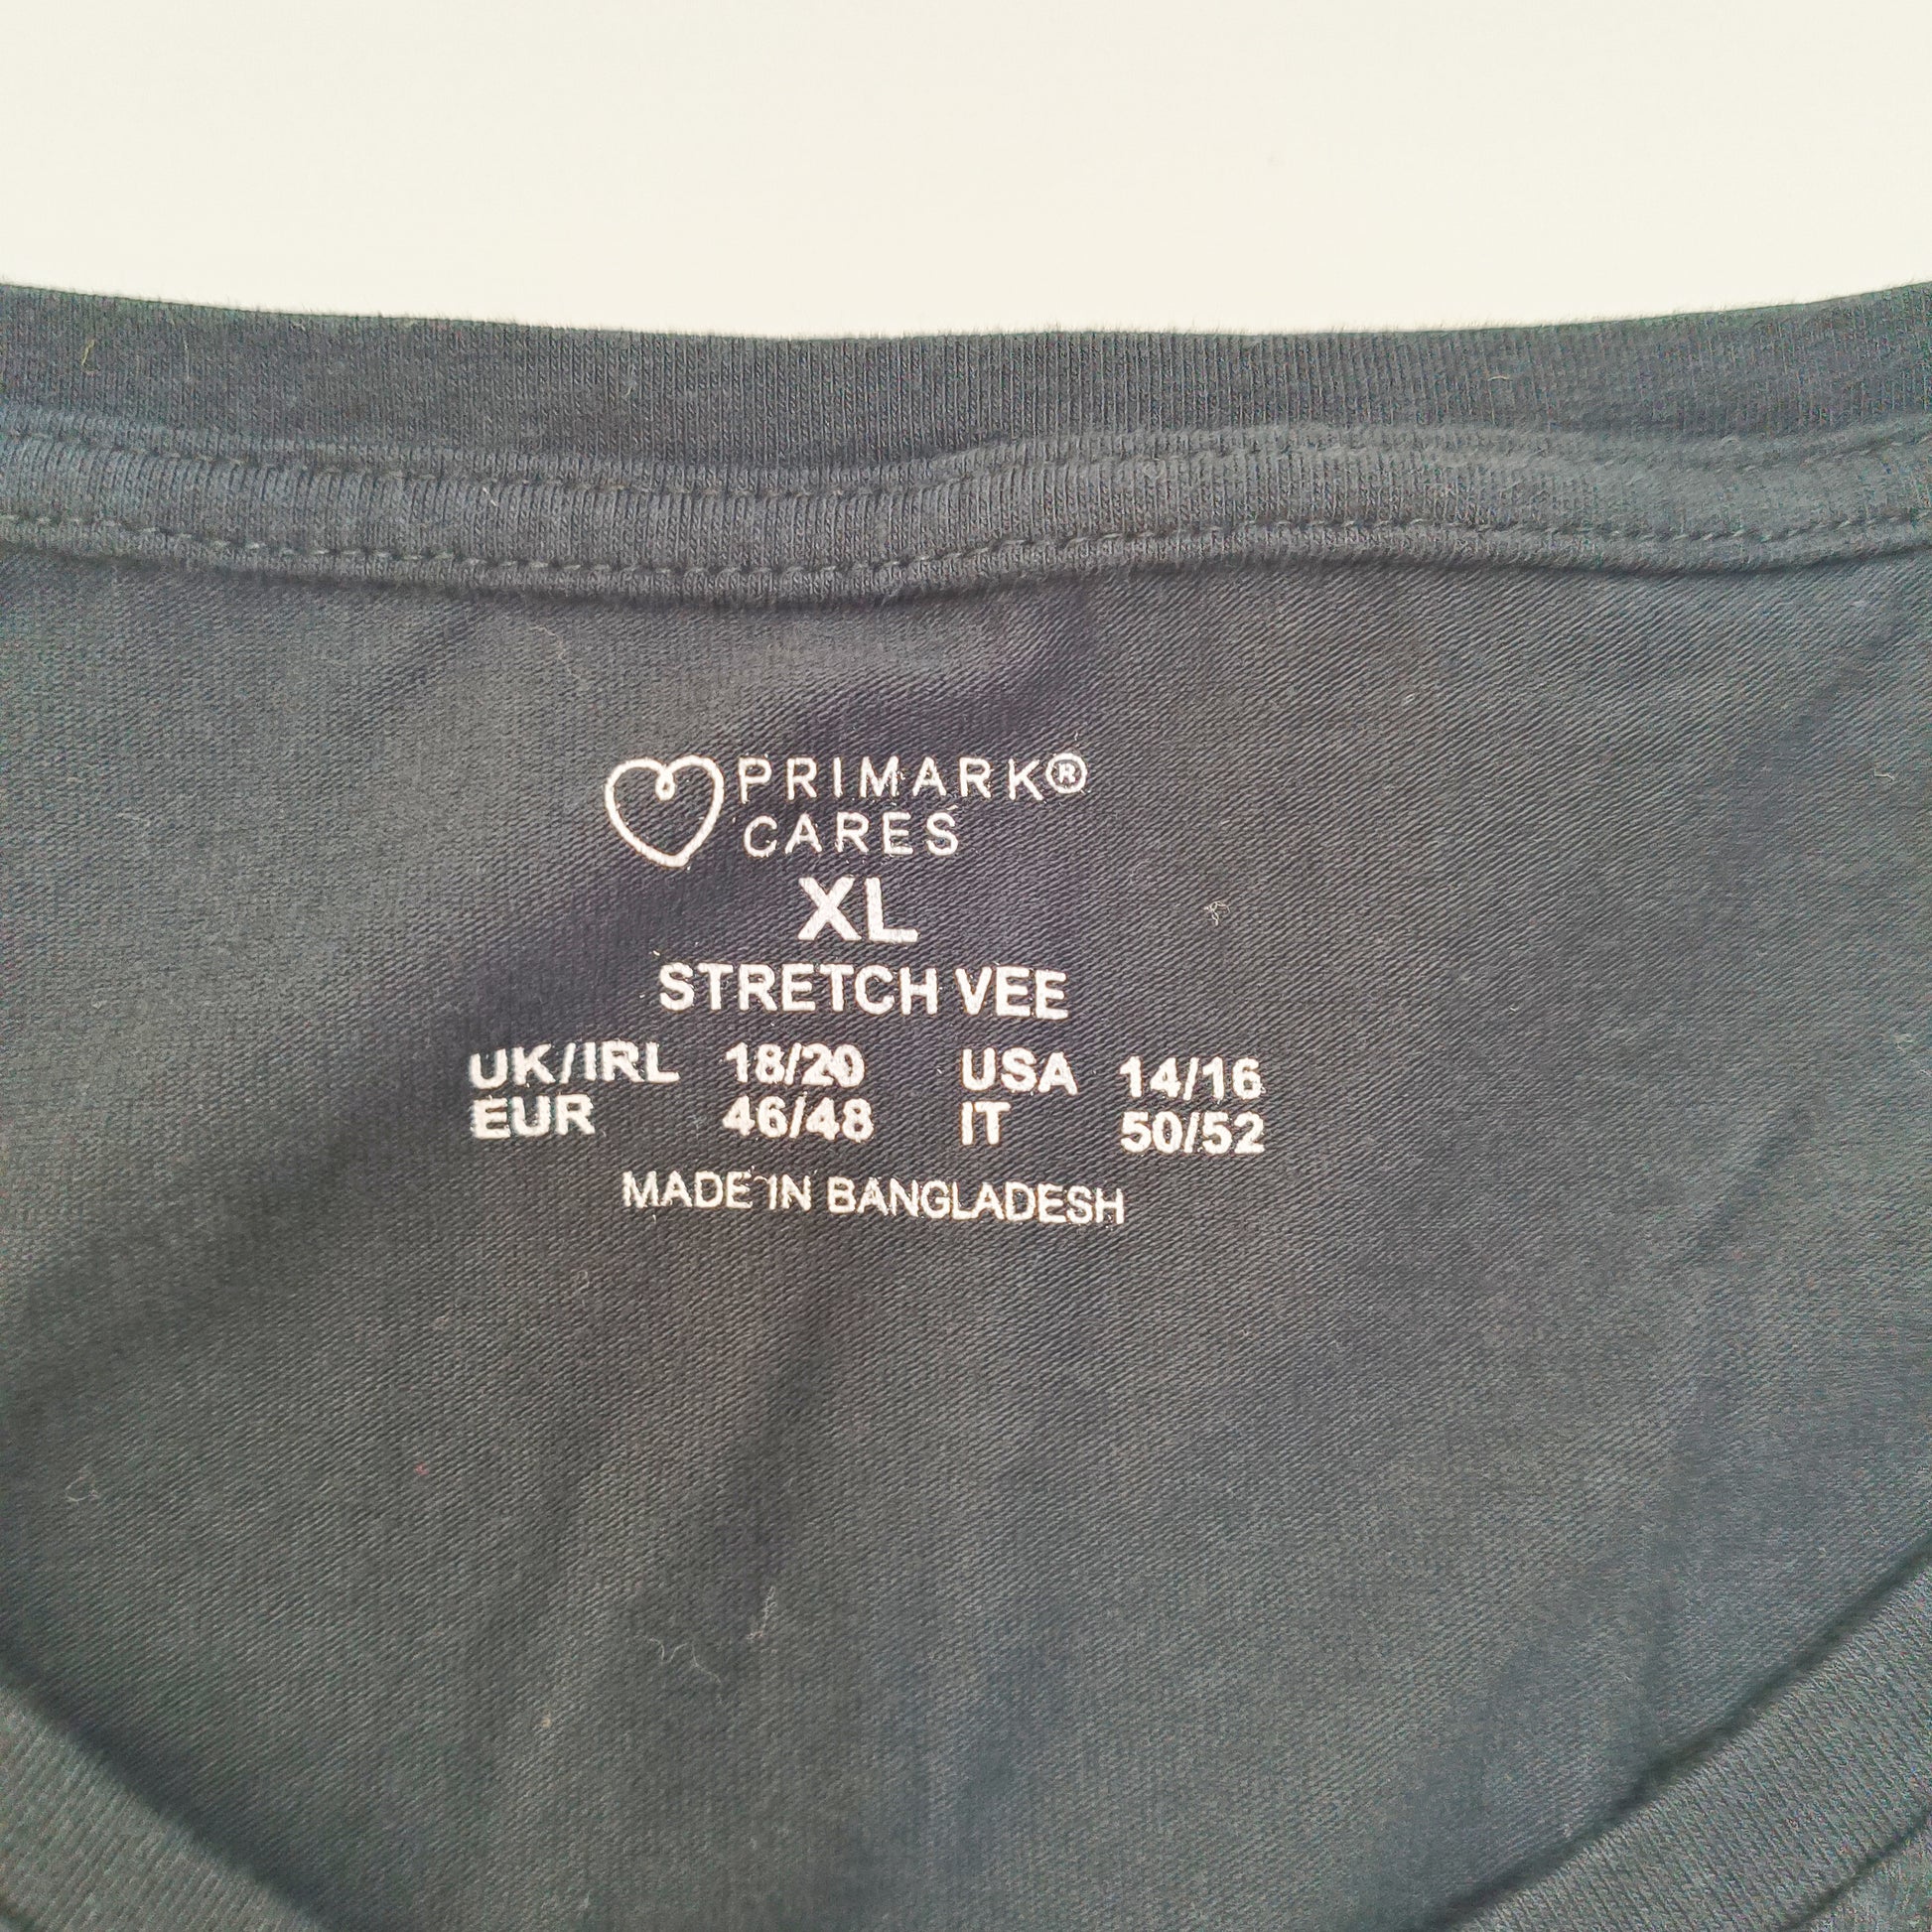 PRIMARK®
CARES
XL
STRETCH VEE
UK/IRL 18/20 USA 14/16
EUR 46/48 IT 50/52
MADE IN BANGLADESH